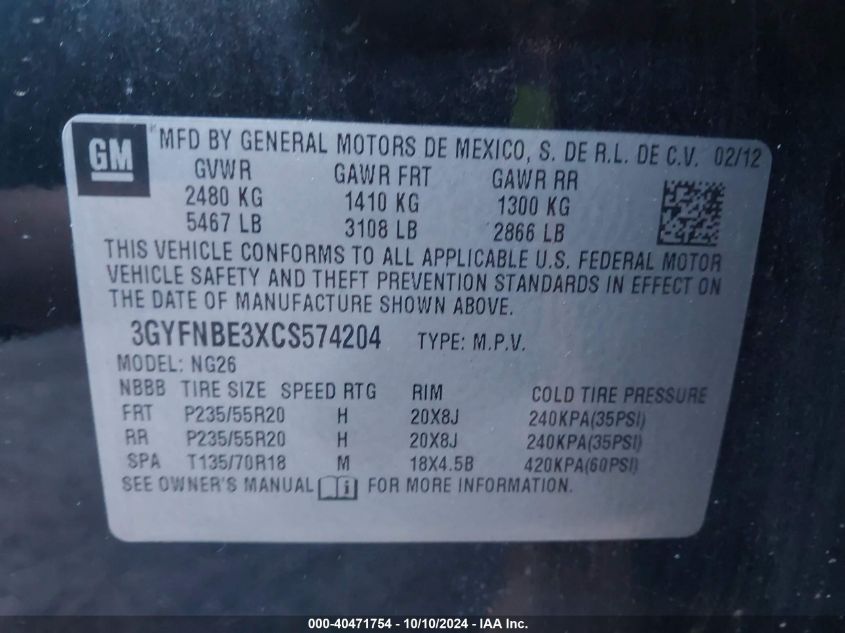 GM
® MFD BY GENERAL MOTORS DE MEXICO, S. DE R.L. DE C.V. 02/12
GVWR GAWR FRT GAWR RR
2480 KG 1410 KG 1300 KG
5467 LB 3108 LB 2866 LB
THIS VEHICLE CONFORMS TO ALL APPLICABLE U.S. FEDERAL MOTOR
VEHICLE SAFETY AND THEFT PREVENTION STANDARDS IN EFFECT ON
THE DATE OF MANUFACTURE SHOWN ABOVE.
3GYFNBE3XCS574204 TYPE: M.P.V.
MODEL: NG26
NBBB TIRE SIZE SPEED RTG RIM COLD TIRE PRESSURE
FRT P235/55R20 H 20X8J 240KPA(35PSI)
RR P235/55R20 H 20X8J 240KPA(35PSI)
SPA T135/70R18 M 18X4.5B 420KPA(60PSI)
SEE OWNER'S MANUAL i FOR MORE INFORMATION.
000-40471754 - 10/10/2024 - IAA Inc.